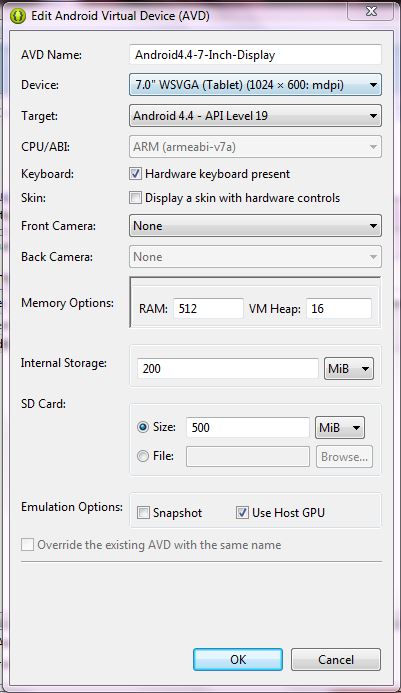 Edit Android Virtual Device (AVD)
AVD Name: Android4.4-7-Inch-Display
Device: 7.0" WSVGA (Tablet) (1024 × 600: mdpi)
Target: Android 4.4 - API Level 19
CPU/ABI: ARM (armeabi-v7a)
Keyboard: Hardware keyboard present
Skin: Display a skin with hardware controls
Front Camera: None
Back Camera: None
Memory Options: RAM: 512 VM Heap: 16
Internal Storage: 200 MiB
SD Card:
Size: 500 MiB
File: Browse...
Emulation Options: Snapshot Use Host GPU
Override the existing AVD with the same name
OK Cancel